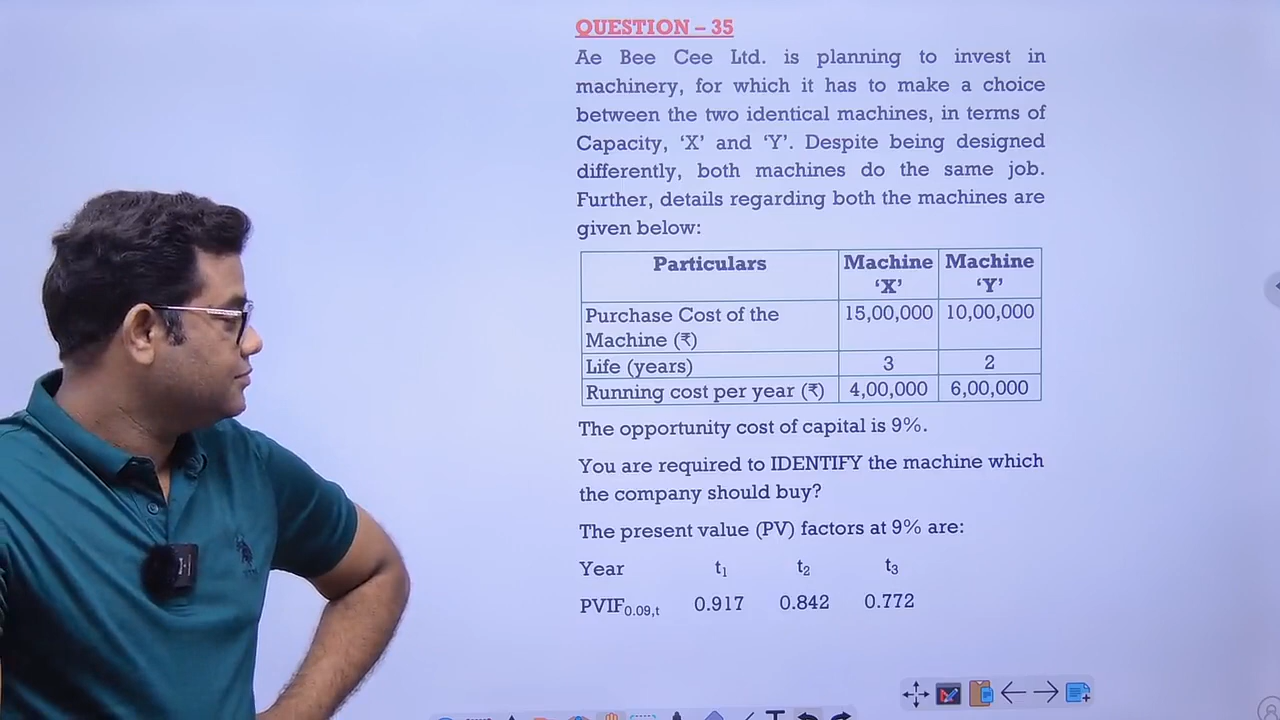 QUESTION – 35
Ae Bee Cee Ltd. is planning to invest in
machinery, for which it has to make a choice
between the two identical machines, in terms of
Capacity, ‘X’ and ‘Y’. Despite being designed
differently, both machines do the same job.
Further, details regarding both the machines are
given below:
Particulars Machine ‘X’ Machine ‘Y’
Purchase Cost of the Machine (₹) 15,00,000 10,00,000
Life (years) 3 2
Running cost per year (₹) 4,00,000 6,00,000
The opportunity cost of capital is 9%.
You are required to IDENTIFY the machine which
the company should buy?
The present value (PV) factors at 9% are:
Year t1 t2 t3
PVIF0.09,t 0.917 0.842 0.772